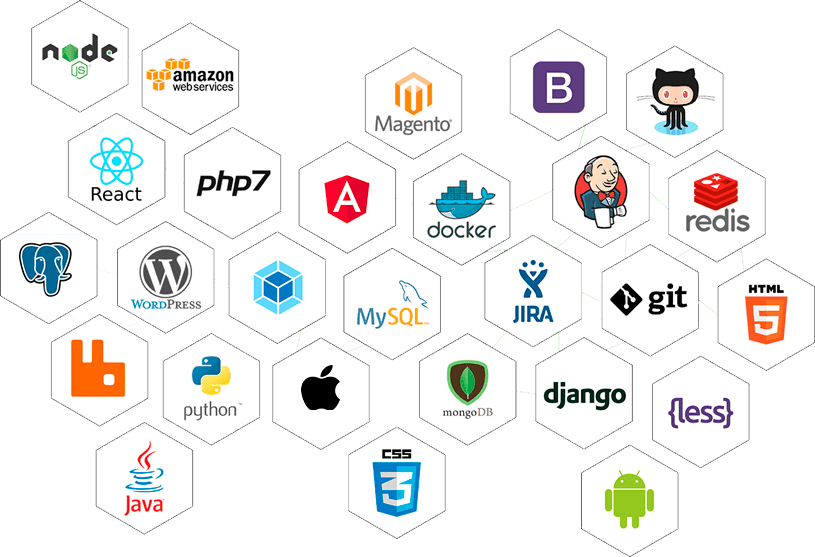 node
JS
amazon
web services
Magento
B
React
php7
A
docker
redis
W
WORDPRESS
MySQL
JIRA
git
HTML
5
python
mongoDB
django
{less}
Java
CSS
3